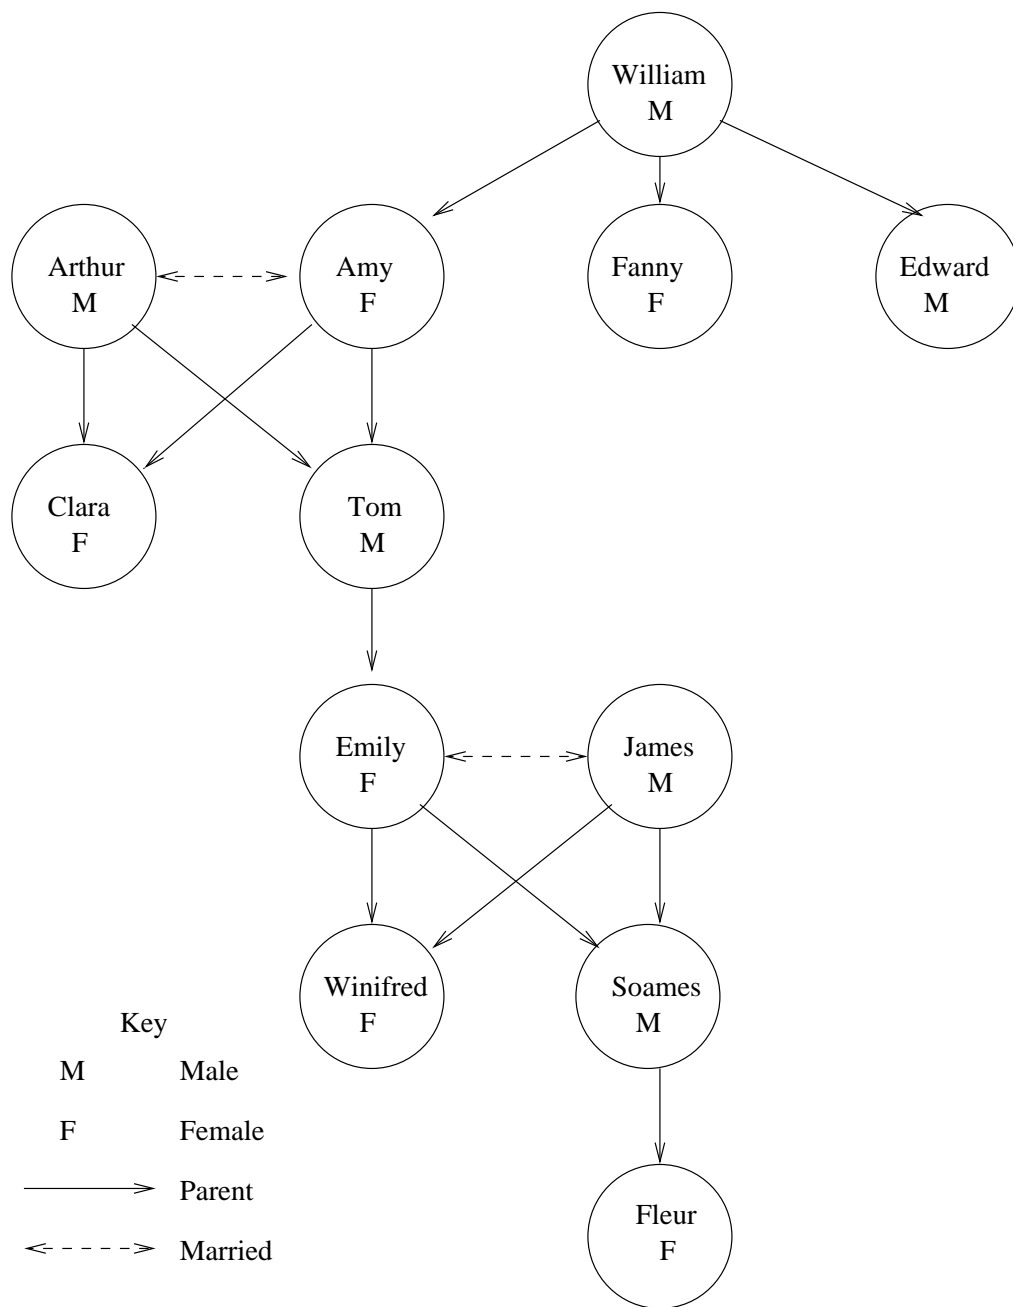 William
M
Arthur
M
Amy
F
Fanny
F
Edward
M
Clara
F
Tom
M
Emily
F
James
M
Winifred
F
Soames
M
Key
M Male
F Female
Parent
Married
Fleur
F